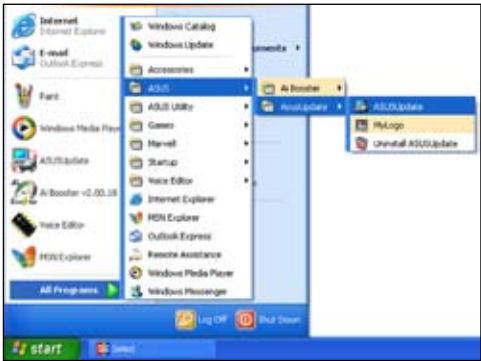 Internet
Internet Explorer
E-mail
Outlook Express
Paint
Windows Media Play
ASUSUpdate
Ai Booster v2.00.18
Voice Editor
MSN Explorer
All Programs
Windows Catalog
Windows Update
Accessories
ASUS
ASUS Utility
Games
Marvell
Startup
Voice Editor
Internet Explorer
MSN Explorer
Outlook Express
Remote Assistance
Windows Media Player
Windows Messenger
uments
Ai Booster
AsusUpdate
ASUSUpdate
MyLogo
Uninstall ASUSUpdate
Log Off
Shut Down
start